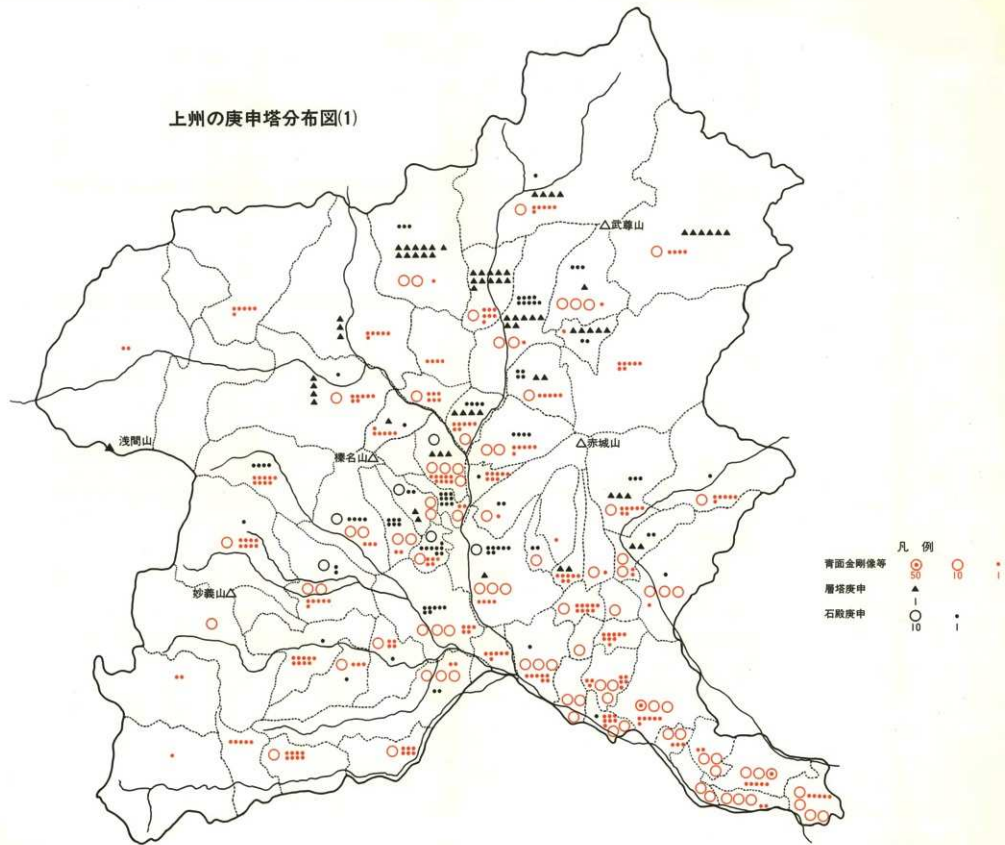 上州の庚申塔分布図(1)
武尊山
浅間山
榛名山
赤城山
妙義山
凡例
青面金剛像等
50 10 1
層塔庚申
1
石殿庚申
10 1